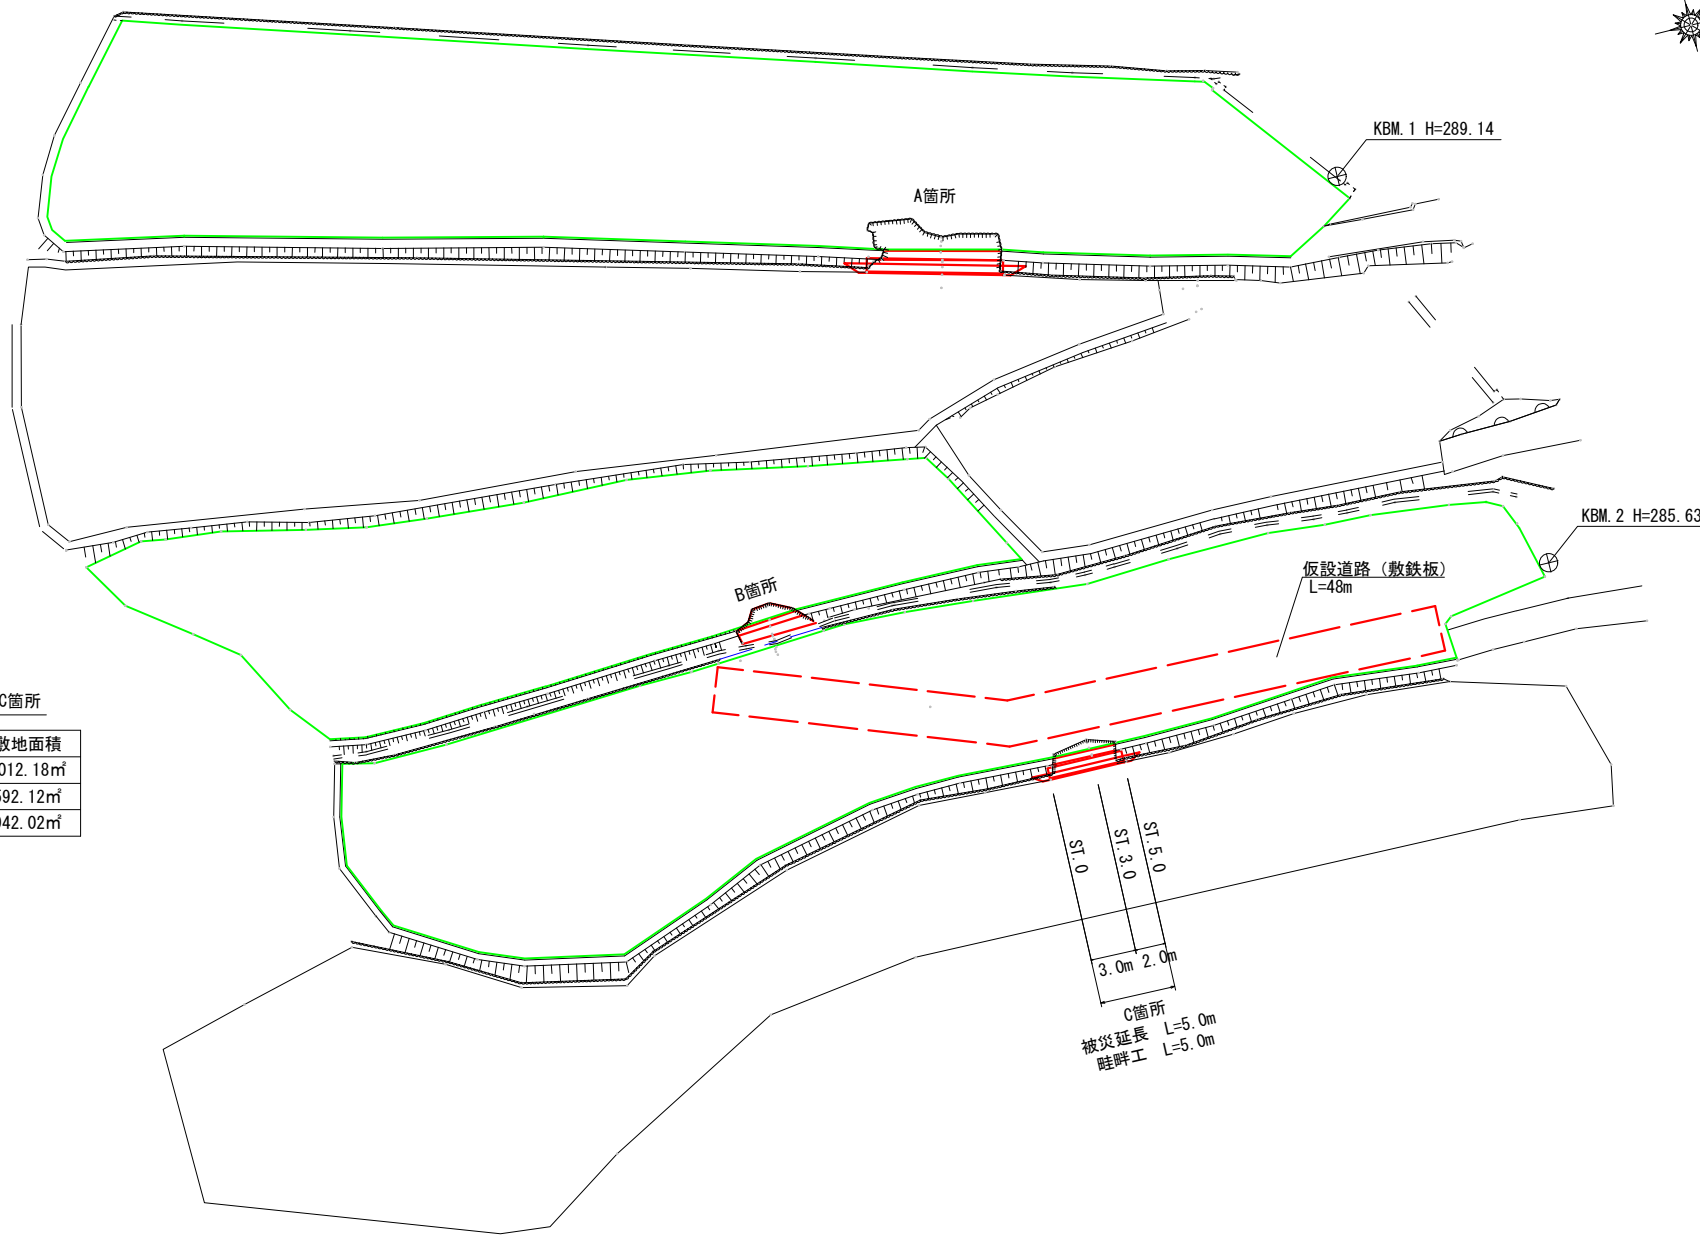 KBM.1 H=289.14
A箇所
KBM.2 H=285.63
仮設道路（敷鉄板）
L=48m
B箇所
C箇所
敷地面積
012.18㎡
592.12㎡
942.02㎡
ST.0
ST.3.0
ST.5.0
3.0m 2.0m
C箇所
被災延長 L=5.0m
畦畔工 L=5.0m